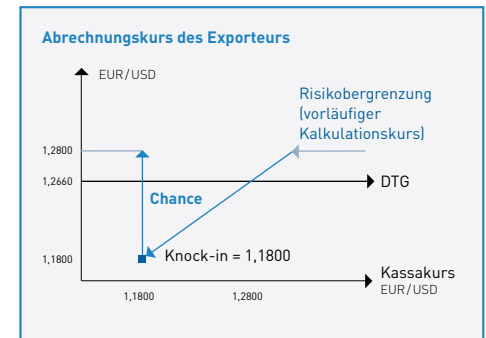 Abrechnungskurs des Exporteurs
EUR/USD
Risikobergrenzung
(vorläufiger
Kalkulationskurs)
1,2800
1,2660
DTG
Chance
1,1800
Knock-in = 1,1800
Kassakurs
EUR/USD
1,1800
1,2800